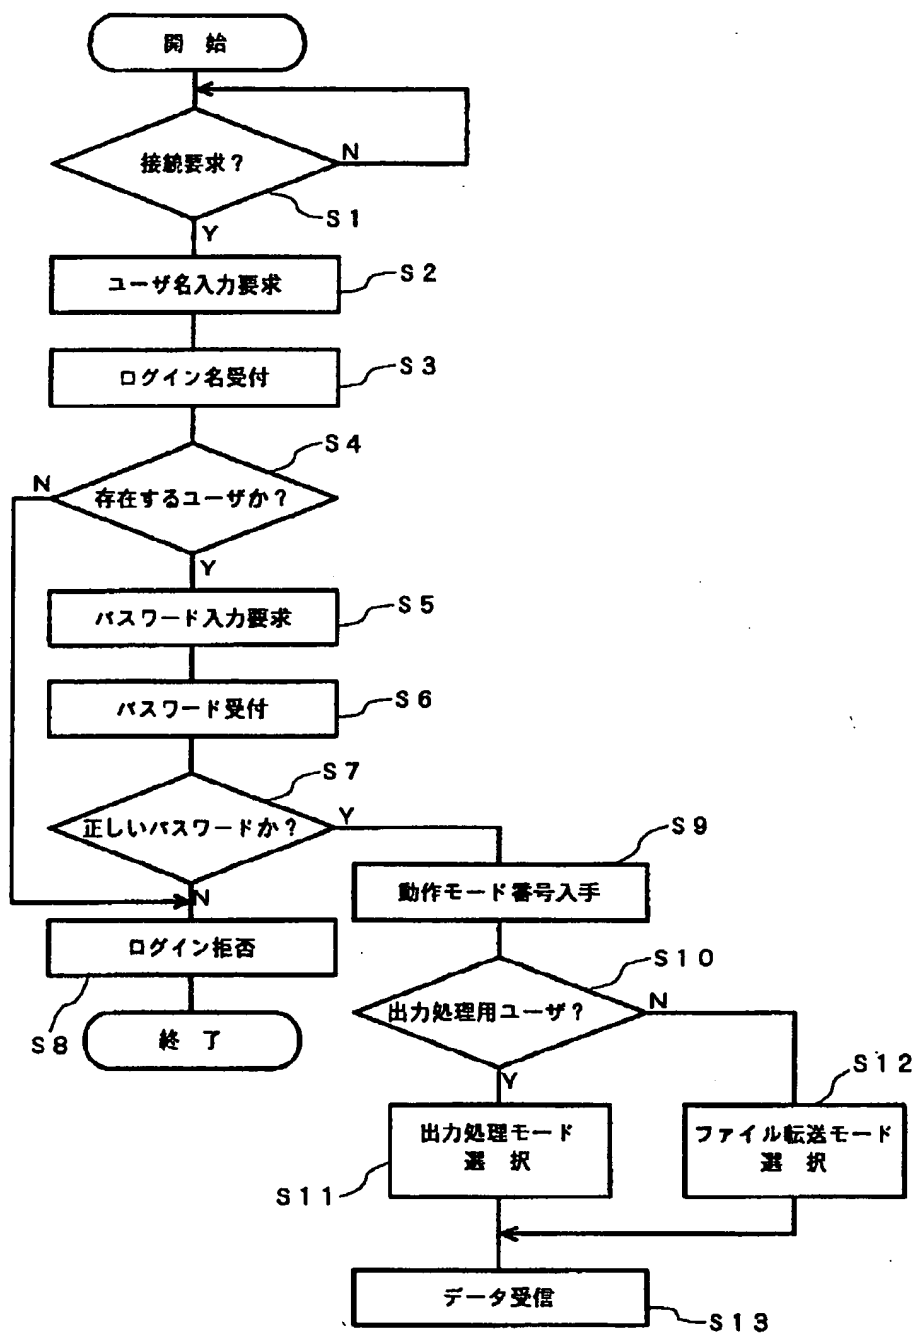 開 始
接続要求?
N
S1
Y
ユーザ名入力要求
S2
ログイン名受付
S3
S4
N
存在するユーザか?
Y
パスワード入力要求
S5
パスワード受付
S6
S7
正しいパスワードか?
Y
N
S9
動作モード番号入手
ログイン拒否
S8
終 了
S10
出力処理用ユーザ?
N
Y
S12
出力処理モード
選 択
S11
ファイル転送モード
選 択
データ受信
S13